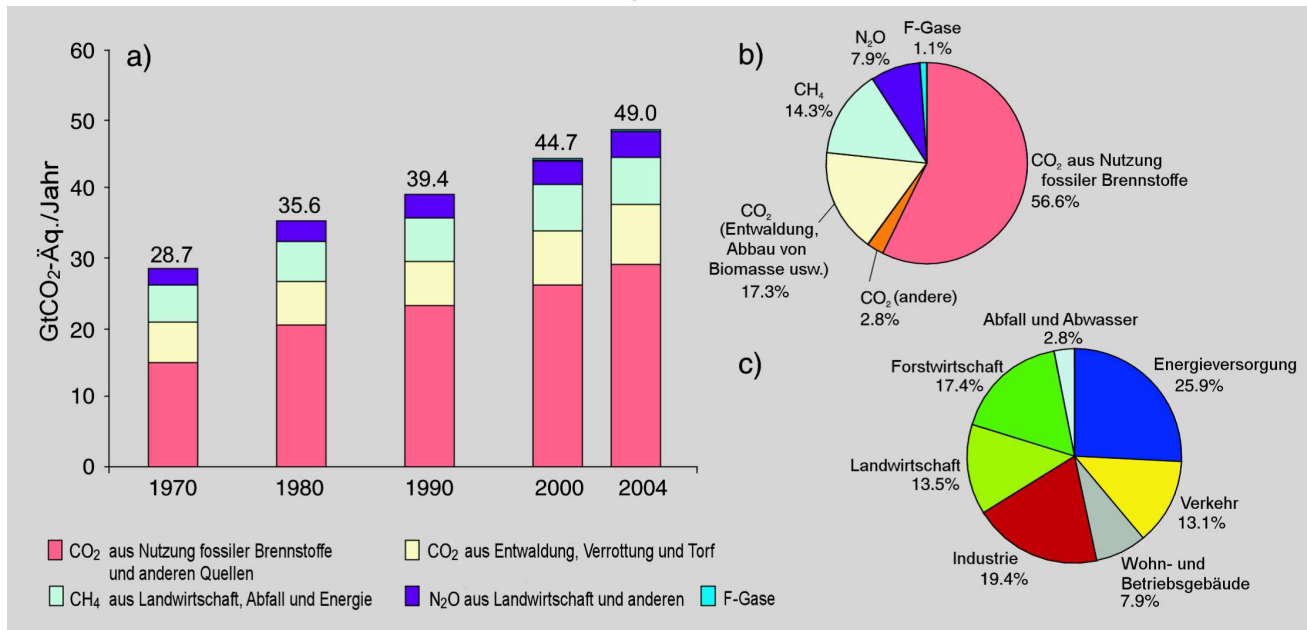 a)
GtCO₂-Äq./Jahr
60
50
40
30
20
10
0
28.7
35.6
39.4
44.7
49.0
1970
1980
1990
2000
2004
CO₂ aus Nutzung fossiler Brennstoffe
und anderen Quellen
CH₄ aus Landwirtschaft, Abfall und Energie
CO₂ aus Entwaldung, Verrottung und Torf
N₂O aus Landwirtschaft und anderen
F-Gase
b)
F-Gase
1.1%
N₂O
7.9%
CH₄
14.3%
CO₂ aus Nutzung
fossiler Brennstoffe
56.6%
CO₂
(Entwaldung,
Abbau von
Biomasse usw.)
17.3%
CO₂ (andere)
2.8%
c)
Abfall und Abwasser
2.8%
Energieversorgung
25.9%
Forstwirtschaft
17.4%
Landwirtschaft
13.5%
Verkehr
13.1%
Industrie
19.4%
Wohn- und
Betriebsgebäude
7.9%